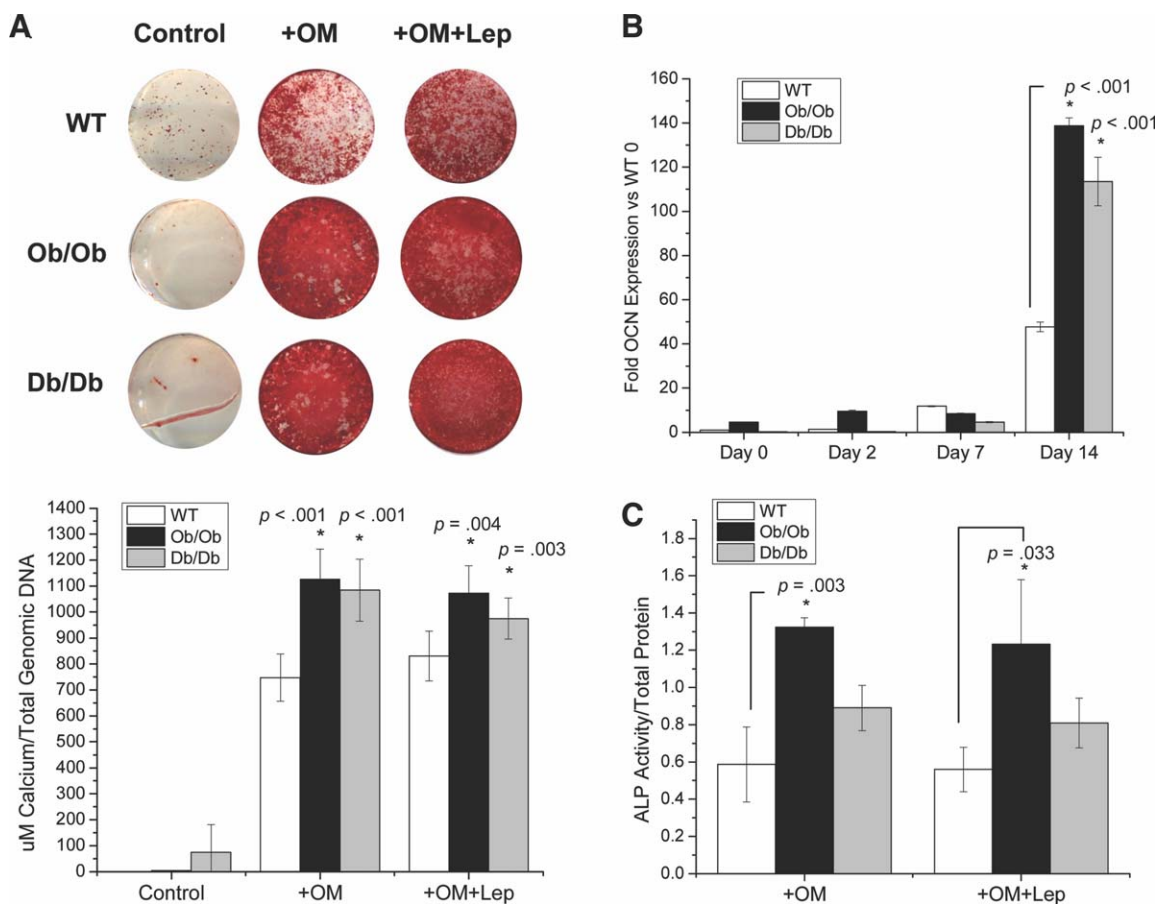 A
Control +OM +OM+Lep
WT
Ob/Ob
Db/Db
uM Calcium/Total Genomic DNA
1400
1300
1200
1100
1000
900
800
700
600
500
400
300
200
100
0
WT
Ob/Ob
Db/Db
p < .001
*
p < .001
*
p = .004
*
p = .003
*
Control +OM +OM+Lep
B
Fold OCN Expression vs WT 0
160
140
120
100
80
60
40
20
0
WT
Ob/Ob
Db/Db
p < .001
*
p < .001
*
Day 0 Day 2 Day 7 Day 14
C
ALP Activity/Total Protein
1.8
1.6
1.4
1.2
1.0
0.8
0.6
0.4
0.2
0.0
WT
Ob/Ob
Db/Db
p = .003
*
p = .033
*
+OM +OM+Lep